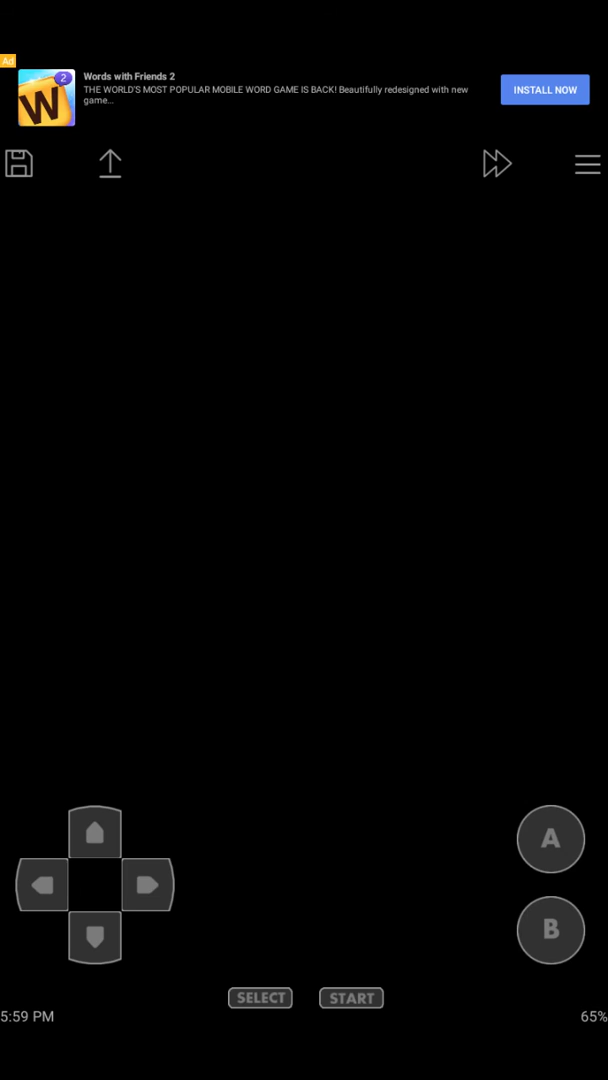 Ad
2
W
Words with Friends 2
THE WORLD'S MOST POPULAR MOBILE WORD GAME IS BACK! Beautifully redesigned with new
game...
INSTALL NOW
A
B
SELECT START
5:59 PM 65%